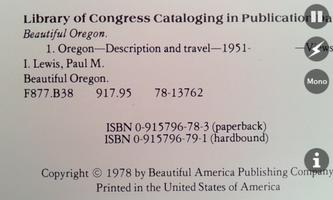 Library of Congress Cataloging in Publication Da
Beautiful Oregon.
1. Oregon—Description and travel—1951- —Views
I. Lewis, Paul M.
Beautiful Oregon.
F877.B38 917.95 78-13762
ISBN 0-915796-78-3 (paperback)
ISBN 0-915796-79-1 (hardbound)
Copyright © 1978 by Beautiful America Publishing Company
Printed in the United States of America
Mono